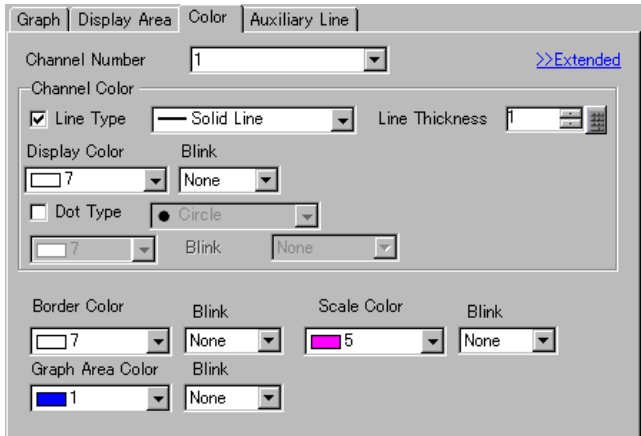 Graph Display Area Color Auxiliary Line
Channel Number 1 >>Extended
Channel Color
Line Type Solid Line Line Thickness 1
Display Color Blink
7 None
Dot Type Circle
7 Blink None
Border Color Blink Scale Color Blink
7 None 5 None
Graph Area Color Blink
1 None